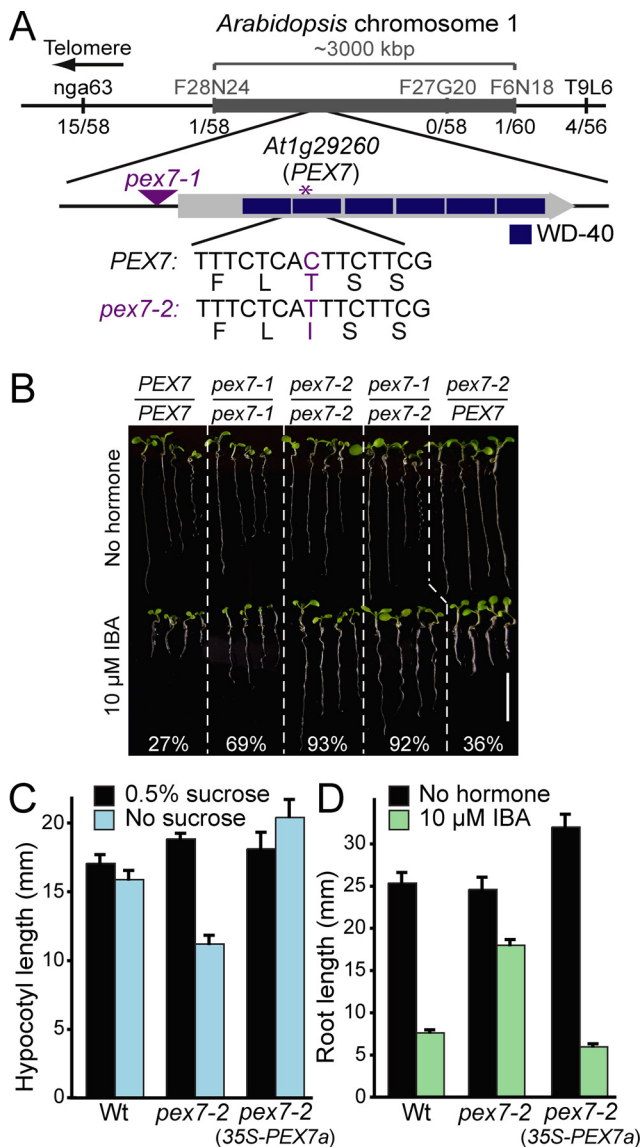 A
Arabidopsis chromosome 1
Telomere
~3000 kbp
nga63 F28N24 F27G20 F6N18 T9L6
15/58 1/58 0/58 1/60 4/56
At1g29260
(PEX7)
pex7-1
*
WD-40
PEX7: TTTCTCACTTCTTCG
F L T S S
pex7-2: TTTCTCATTTCTTCG
F L I S S
B
PEX7 pex7-1 pex7-2 pex7-1 pex7-2
PEX7 pex7-1 pex7-2 pex7-2 PEX7
No hormone
10 µM IBA
27% 69% 93% 92% 36%
C
0.5% sucrose
No sucrose
Hypocotyl length (mm)
20
15
10
5
0
Wt pex7-2 pex7-2
(35S-PEX7a)
D
No hormone
10 µM IBA
Root length (mm)
30
25
20
15
10
5
0
Wt pex7-2 pex7-2
(35S-PEX7a)